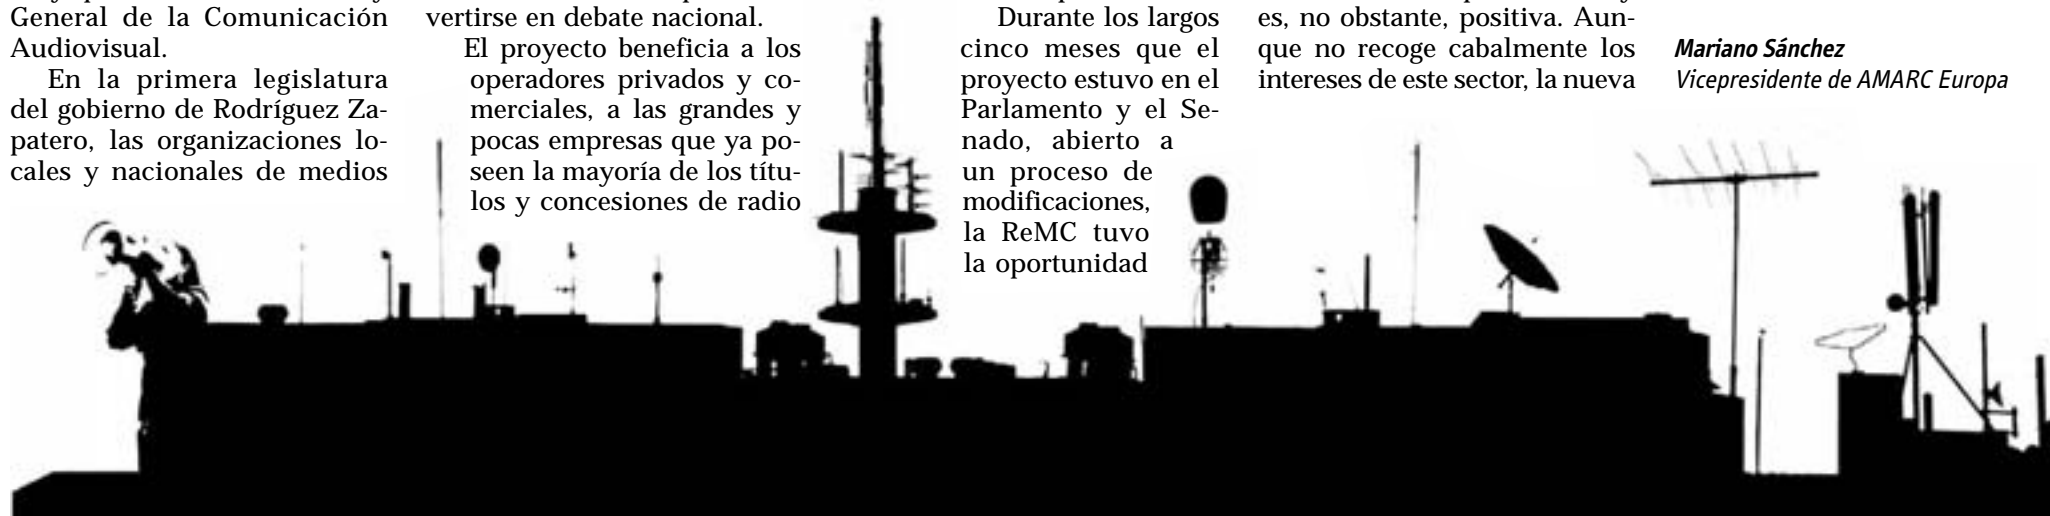 General de la Comunicación
Audiovisual.
En la primera legislatura
del gobierno de Rodríguez Za-
patero, las organizaciones lo-
cales y nacionales de medios
vertirse en debate nacional.
El proyecto beneficia a los
operadores privados y co-
merciales, a las grandes y
pocas empresas que ya po-
seen la mayoría de los títu-
los y concesiones de radio
Durante los largos
cinco meses que el
proyecto estuvo en el
Parlamento y el Se-
nado, abierto a
un proceso de
modificaciones,
la ReMC tuvo
la oportunidad
es, no obstante, positiva. Aun-
que no recoge cabalmente los
intereses de este sector, la nueva
Mariano Sánchez
Vicepresidente de AMARC Europa